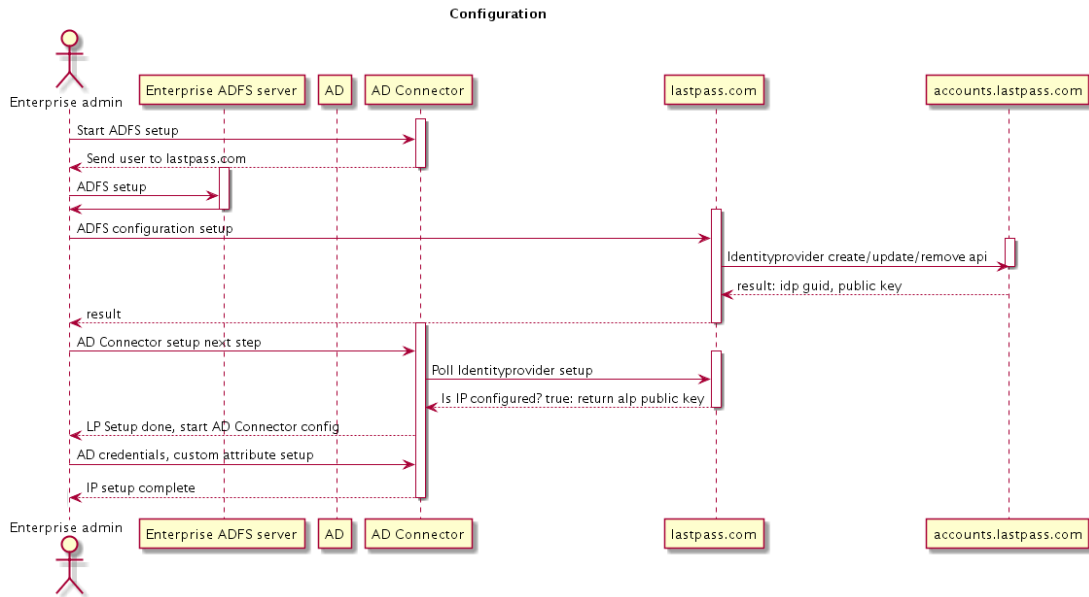 Configuration
Enterprise admin
Enterprise ADFS server
AD
AD Connector
lastpass.com
accounts.lastpass.com
Start ADFS setup
Send user to lastpass.com
ADFS setup
ADFS configuration setup
Identityprovider create/update/remove api
result: idp guid, public key
result
AD Connector setup next step
Poll Identityprovider setup
Is IP configured? true: return alp public key
LP Setup done, start AD Connector config
AD credentials, custom attribute setup
IP setup complete
Enterprise admin
Enterprise ADFS server
AD
AD Connector
lastpass.com
accounts.lastpass.com